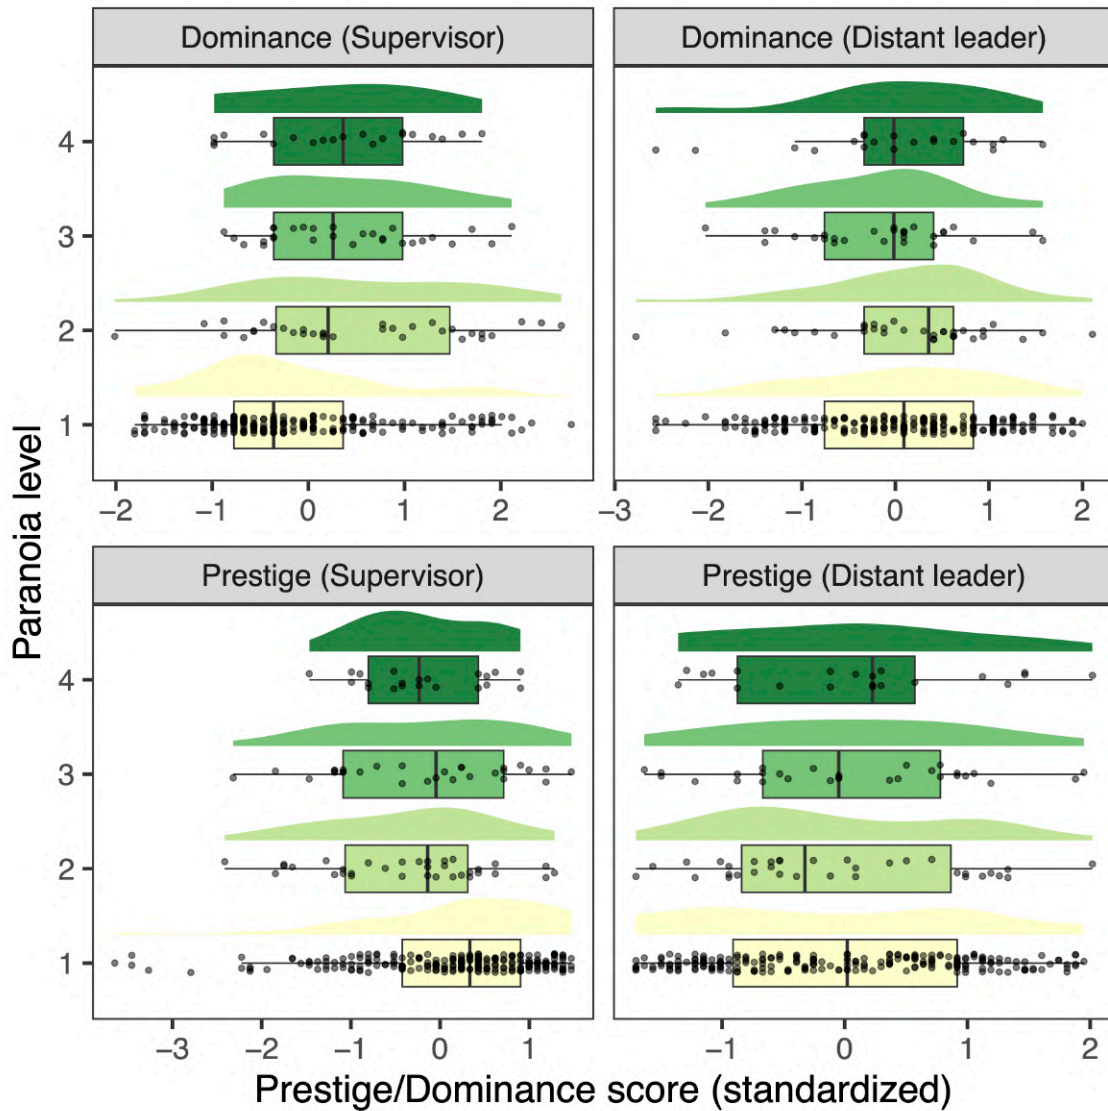 Dominance (Supervisor)
Dominance (Distant leader)
4
3
2
1
−2 −1 0 1 2
−3 −2 −1 0 1 2
Paranoia level
Prestige (Supervisor)
Prestige (Distant leader)
4
3
2
1
−3 −2 −1 0 1
−1 0 1 2
Prestige/Dominance score (standardized)